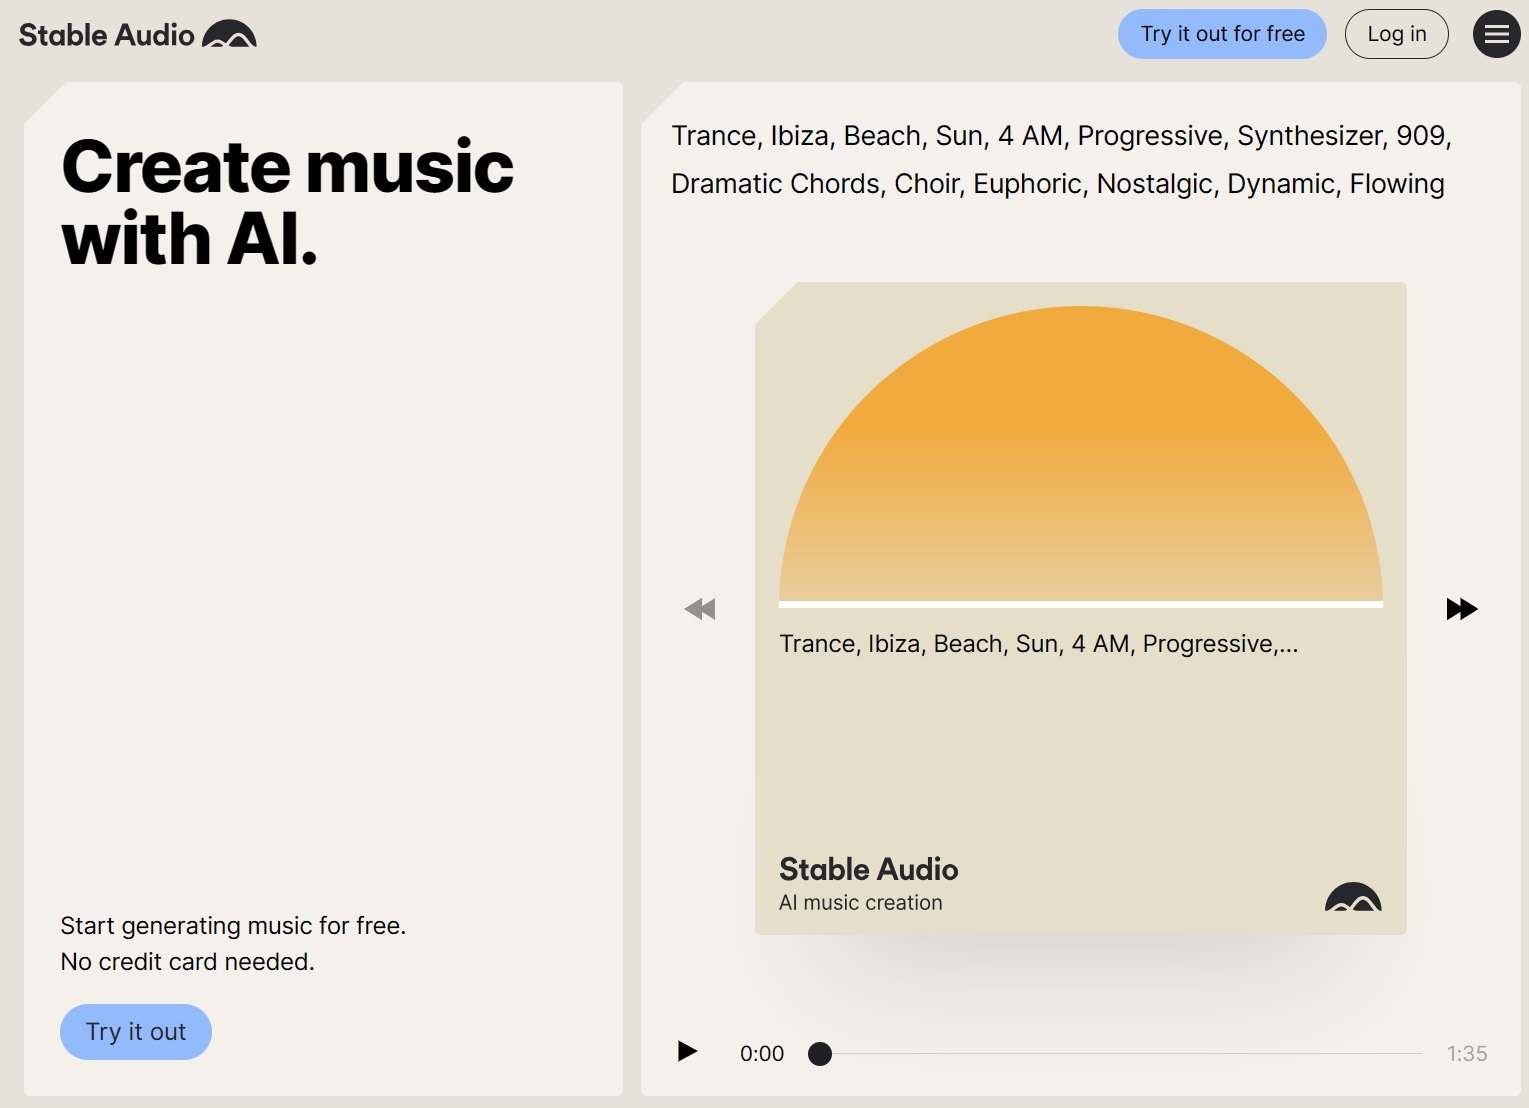 Stable Audio
Try it out for free
Log in
Create music
with AI.
Start generating music for free.
No credit card needed.
Try it out
Trance, Ibiza, Beach, Sun, 4 AM, Progressive, Synthesizer, 909,
Dramatic Chords, Choir, Euphoric, Nostalgic, Dynamic, Flowing
Trance, Ibiza, Beach, Sun, 4 AM, Progressive,...
Stable Audio
AI music creation
0:00
1:35